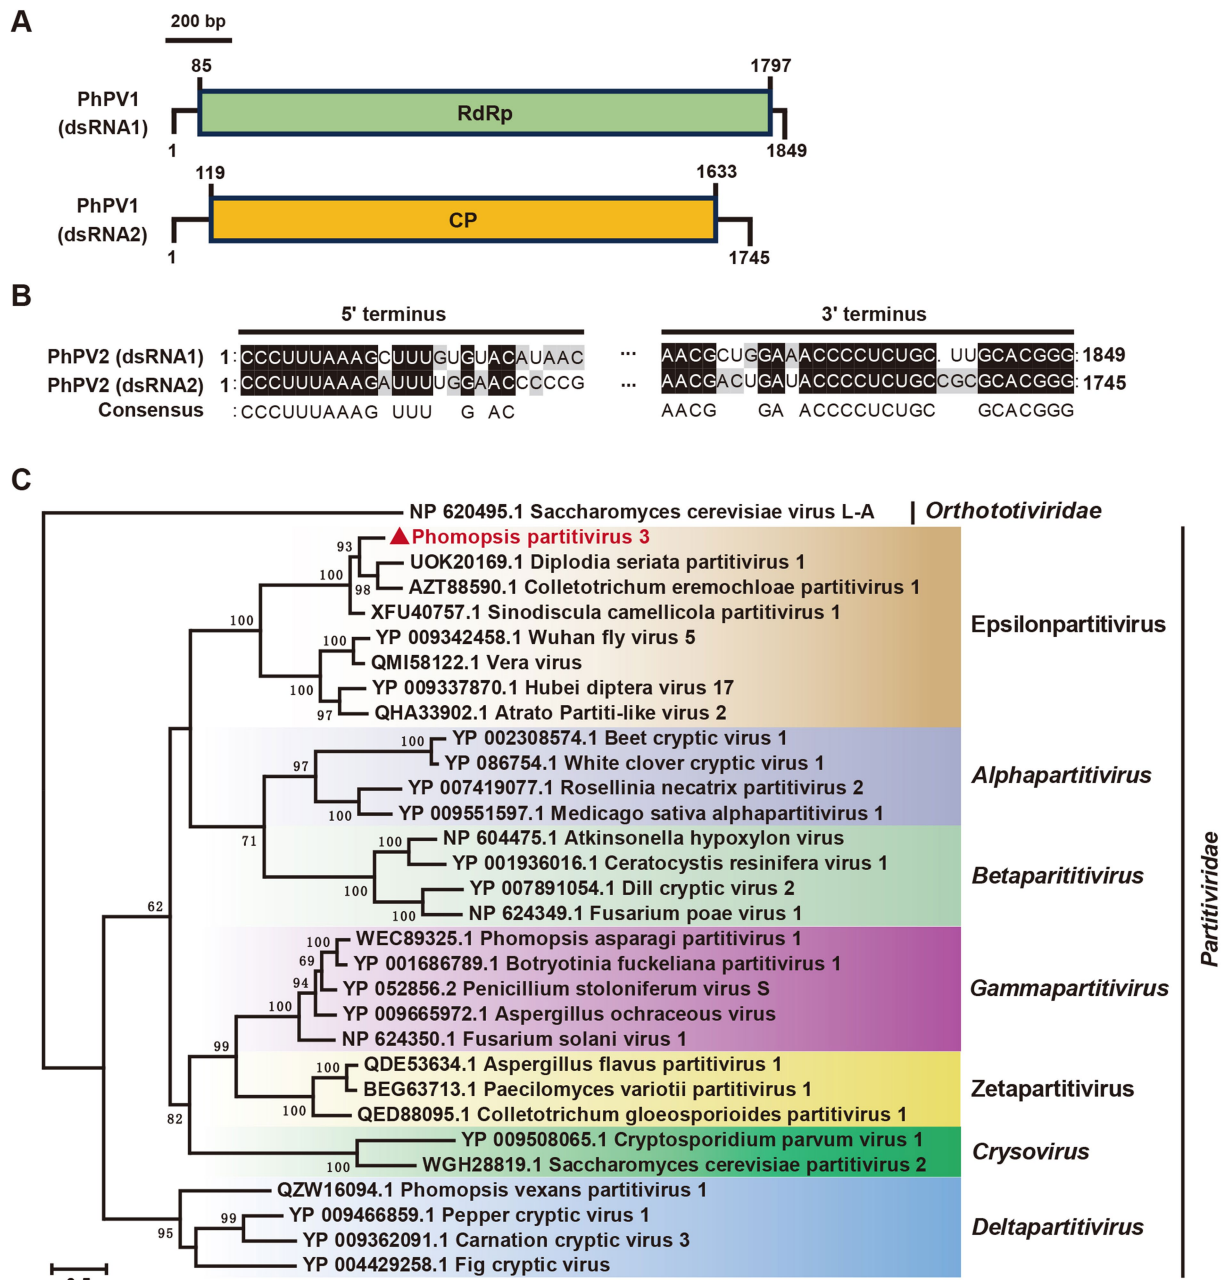 A
200 bp
85
1797
PhPV1
(dsRNA1)
RdRp
1
1849
119
1633
PhPV1
(dsRNA2)
CP
1
1745
B
5' terminus
3' terminus
PhPV2 (dsRNA1) 1: CCCUUUAAAGCUUUGUGUACAUAAC ... AACGCUGGAAACCCCUCUGC.UUGCACGGG: 1849
PhPV2 (dsRNA2) 1: CCCUUUAAAGAUUUUGGAACCCCCG ... AACGACUGAUACCCCUCUGCCGCGCACGGG: 1745
Consensus : CCCUUUAAAG UUU G AC AACG GA ACCCCUCUGC GCACGGG
C
NP 620495.1 Saccharomyces cerevisiae virus L-A
Orthototiviridae
Phomopsis partitivirus 3
93
UOK20169.1 Diplodia seriata partitivirus 1
100
98
AZT88590.1 Colletotrichum eremochloae partitivirus 1
XFU40757.1 Sinodiscula camellicola partitivirus 1
100
Epsilonpartitivirus
100
YP 009342458.1 Wuhan fly virus 5
QMI58122.1 Vera virus
100
YP 009337870.1 Hubei diptera virus 17
97
QHA33902.1 Atrato Partiti-like virus 2
100
YP 002308574.1 Beet cryptic virus 1
97
YP 086754.1 White clover cryptic virus 1
Alphapartitivirus
YP 007419077.1 Rosellinia necatrix partitivirus 2
100
YP 009551597.1 Medicago sativa alphapartitivirus 1
71
100
NP 604475.1 Atkinsonella hypoxylon virus
YP 001936016.1 Ceratocystis resinifera virus 1
Betaparititivirus
100
YP 007891054.1 Dill cryptic virus 2
100
NP 624349.1 Fusarium poae virus 1
Partitiviridae
62
100
WEC89325.1 Phomopsis asparagi partitivirus 1
69
YP 001686789.1 Botryotinia fuckeliana partitivirus 1
94
YP 052856.2 Penicillium stoloniferum virus S
Gammapartitivirus
100
YP 009665972.1 Aspergillus ochraceous virus
NP 624350.1 Fusarium solani virus 1
99
100
QDE53634.1 Aspergillus flavus partitivirus 1
BEG63713.1 Paecilomyces variotii partitivirus 1
Zetapartitivirus
100
QED88095.1 Colletotrichum gloeosporioides partitivirus 1
82
YP 009508065.1 Cryptosporidium parvum virus 1
Crysovirus
100
WGH28819.1 Saccharomyces cerevisiae partitivirus 2
QZW16094.1 Phomopsis vexans partitivirus 1
99
YP 009466859.1 Pepper cryptic virus 1
Deltapartitivirus
95
YP 009362091.1 Carnation cryptic virus 3
YP 004429258.1 Fig cryptic virus